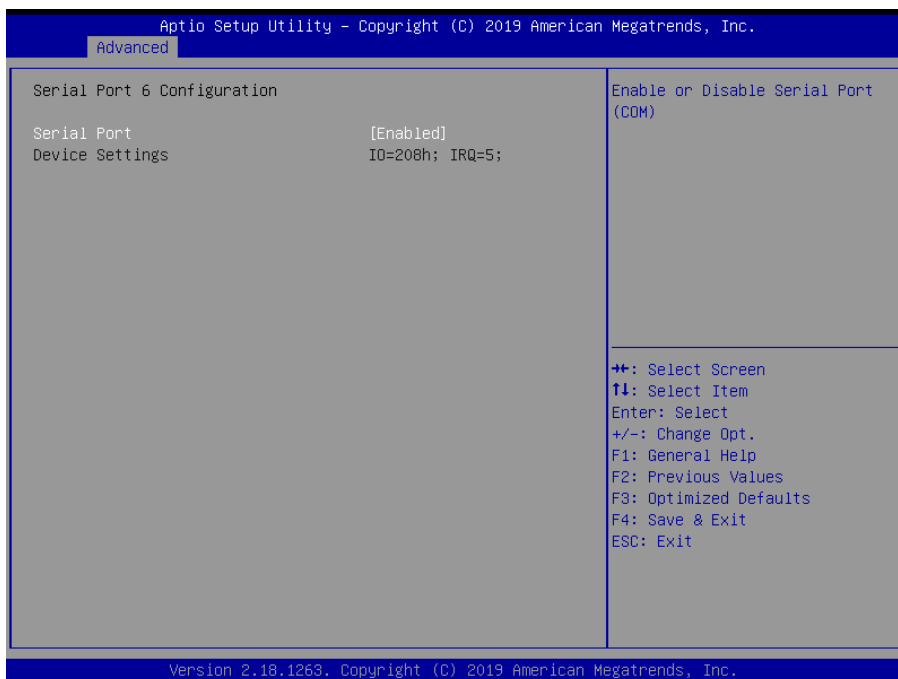 Aptio Setup Utility – Copyright (C) 2019 American Megatrends, Inc.
Advanced
Serial Port 6 Configuration
Serial Port [Enabled]
Device Settings IO=208h; IRQ=5;
Enable or Disable Serial Port
(COM)
→←: Select Screen
↑↓: Select Item
Enter: Select
+/-: Change Opt.
F1: General Help
F2: Previous Values
F3: Optimized Defaults
F4: Save & Exit
ESC: Exit
Version 2.18.1263. Copyright (C) 2019 American Megatrends, Inc.